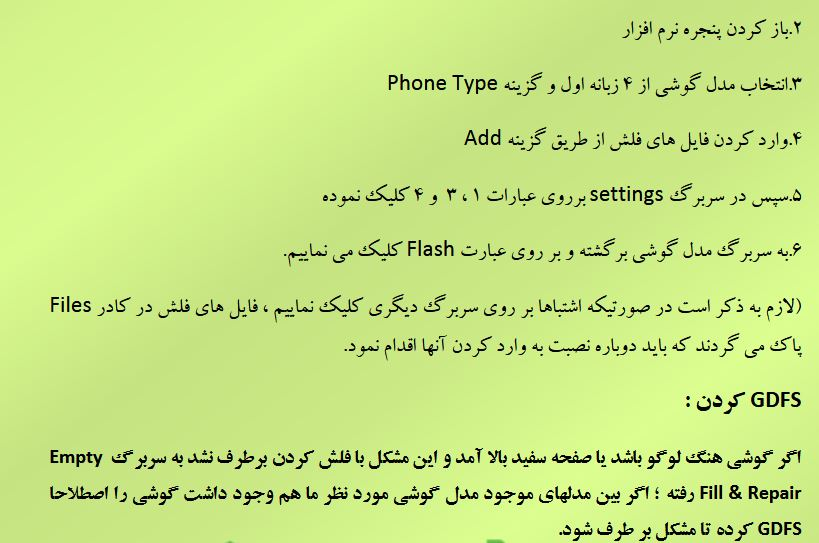 ۲.باز کردن پنجره نرم افزار
۳.انتخاب مدل گوشی از ۴ زبانه اول و گزینه Phone Type
۴.وارد کردن فایل های فلش از طریق گزینه Add
۵.سپس در سربرگ settings برروی عبارات ۱ ، ۳ و ۴ کلیک نموده
۶.به سربرگ مدل گوشی برگشته و بر روی عبارت Flash کلیک می نماییم.
(لازم به ذکر است در صورتیکه اشتباها بر روی سربرگ دیگری کلیک نماییم ، فایل های فلش در کادر Files
پاک می گردند که باید دوباره نصبت به وارد کردن آنها اقدام نمود.
GDFS کردن :
اگر گوشی هنگ لوگو باشد یا صفحه سفید بالا آمد و این مشکل با فلش کردن برطرف نشد به سربرگ Empty
Fill & Repair رفته ؛ اگر بین مدلهای موجود مدل گوشی مورد نظر ما هم وجود داشت گوشی را اصطلاحا
GDFS کرده تا مشکل بر طرف شود.